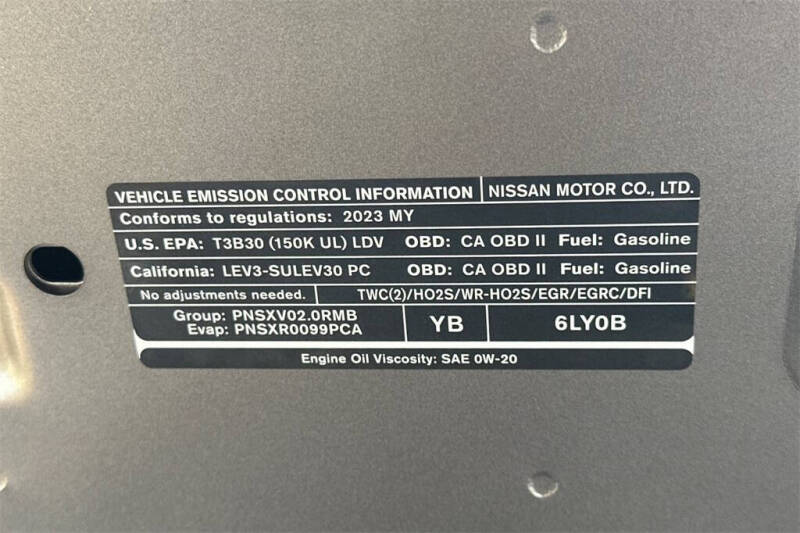 VEHICLE EMISSION CONTROL INFORMATION NISSAN MOTOR CO., LTD.
Conforms to regulations: 2023 MY
U.S. EPA: T3B30 (150K UL) LDV OBD: CA OBD II Fuel: Gasoline
California: LEV3-SULEV30 PC OBD: CA OBD II Fuel: Gasoline
No adjustments needed. TWC(2)/HO2S/WR-HO2S/EGR/EGRC/DFI
Group: PNSXV02.0RMB
Evap: PNSXR0099PCA
YB
6LY0B
Engine Oil Viscosity: SAE 0W-20